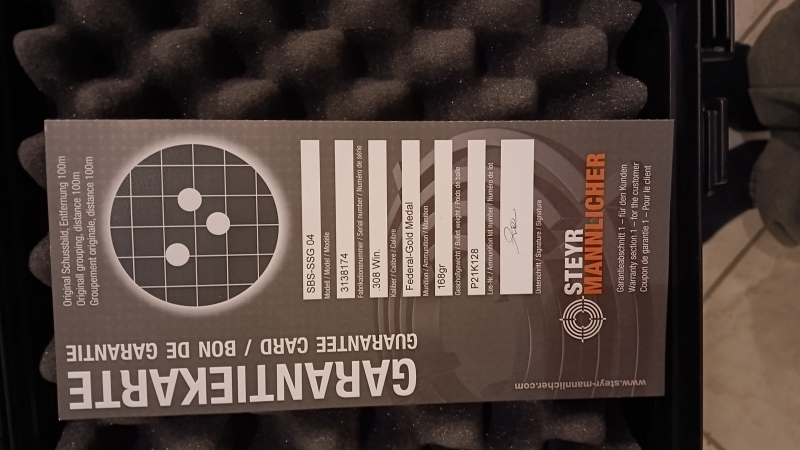 GARANTIEKARTE
GUARANTEE CARD / BON DE GARANTIE
www.steyr-mannlicher.com
Original Schussbild, Entfernung 100m
Original grouping, distance 100m
Groupement originale, distance 100m
SBS-SSG 04
Modell / Model / Modèle
3138174
Fabrikationsnummer / Serial number / Numéro de série
.308 Win.
Kaliber / Calibre / Calibre
Federal-Gold Medal
Munition / Ammunition / Munition
168gr
Geschoßgewicht / Bullet weight / Poids de balle
P21K128
Los-Nr. / Ammunition lot number / Numéro de lot
Unterschrift / Signature / Signature
STEYR
MANNLICHER
Garantieabschnitt 1 – für den Kunden
Warranty section 1 – for the customer
Coupon de garantie 1 – Pour le client